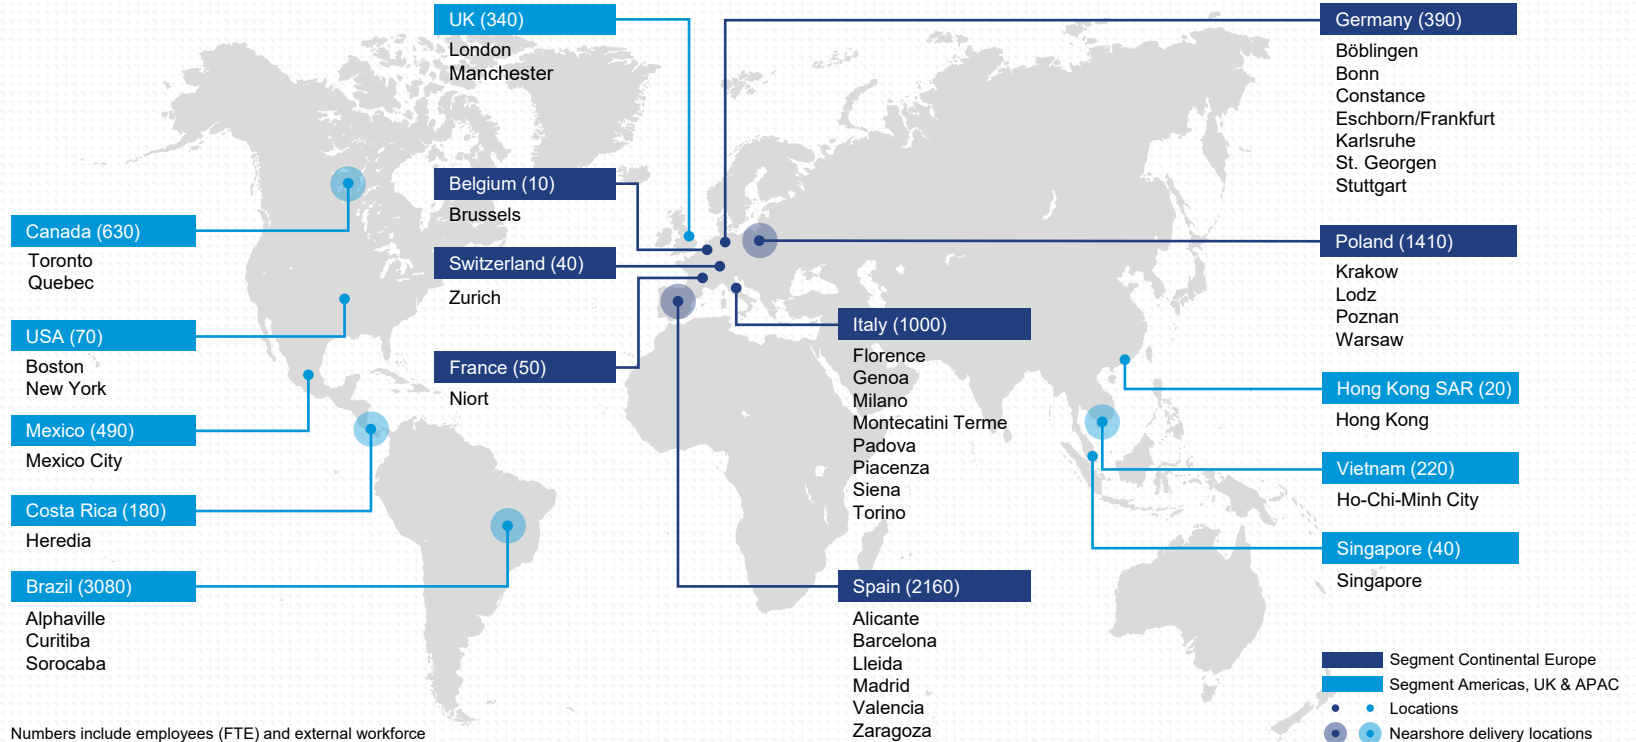 UK (340)
London
Manchester
Germany (390)
Böblingen
Bonn
Constance
Eschborn/Frankfurt
Karlsruhe
St. Georgen
Stuttgart
Belgium (10)
Brussels
Canada (630)
Toronto
Quebec
Switzerland (40)
Zurich
Poland (1410)
Krakow
Lodz
Poznan
Warsaw
USA (70)
Boston
New York
France (50)
Niort
Italy (1000)
Florence
Genoa
Milano
Montecatini Terme
Padova
Piacenza
Siena
Torino
Hong Kong SAR (20)
Hong Kong
Mexico (490)
Mexico City
Vietnam (220)
Ho-Chi-Minh City
Costa Rica (180)
Heredia
Singapore (40)
Singapore
Brazil (3080)
Alphaville
Curitiba
Sorocaba
Spain (2160)
Alicante
Barcelona
Lleida
Madrid
Valencia
Zaragoza
Segment Continental Europe
Segment Americas, UK & APAC
Locations
Nearshore delivery locations
Numbers include employees (FTE) and external workforce